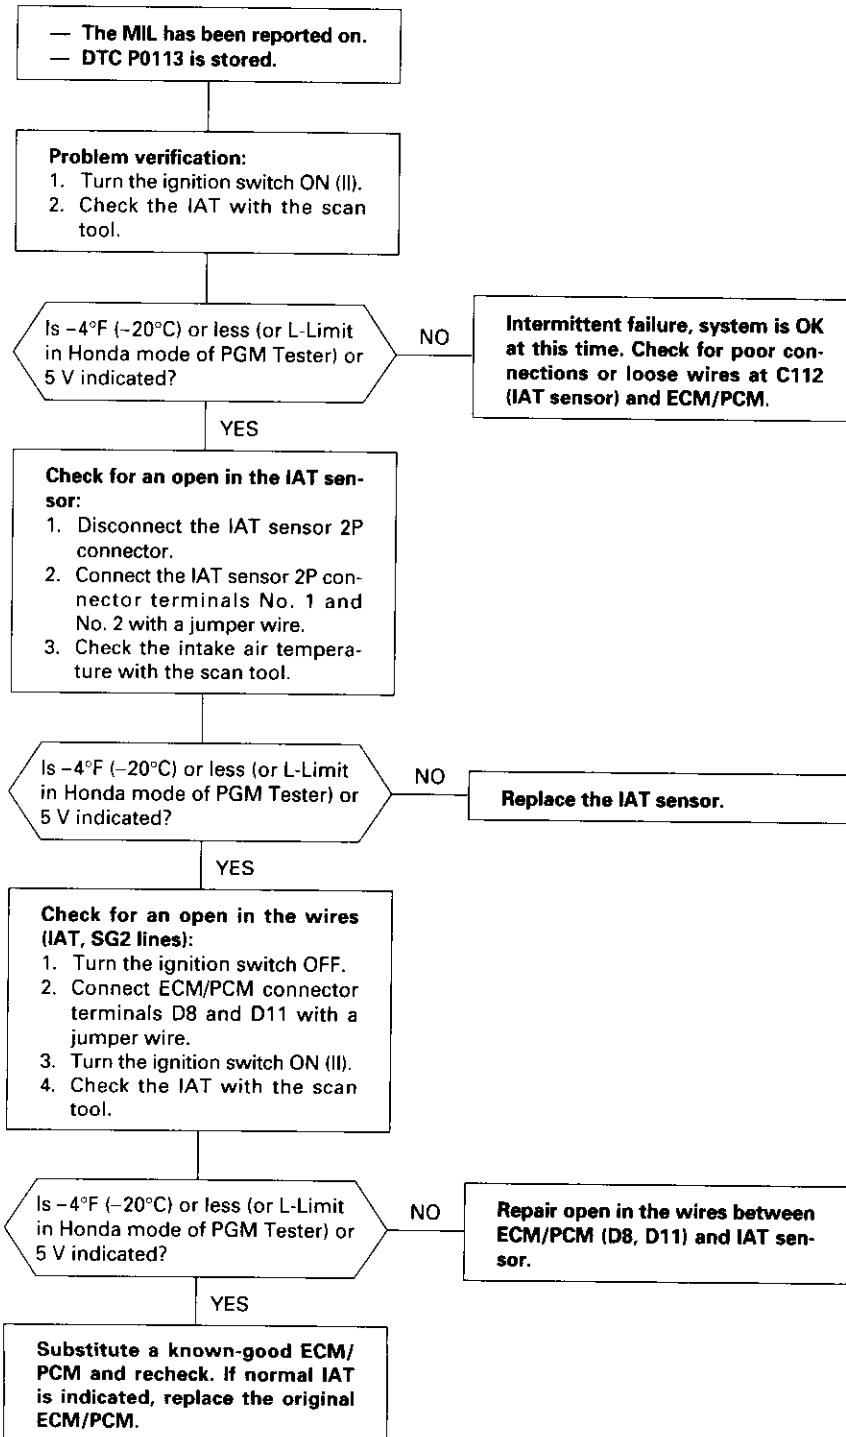 — The MIL has been reported on.
— DTC P0113 is stored.
Problem verification:
1. Turn the ignition switch ON (II).
2. Check the IAT with the scan
tool.
Is –4°F (–20°C) or less (or L-Limit
in Honda mode of PGM Tester) or
5 V indicated?
NO
Intermittent failure, system is OK
at this time. Check for poor con-
nections or loose wires at C112
(IAT sensor) and ECM/PCM.
YES
Check for an open in the IAT sen-
sor:
1. Disconnect the IAT sensor 2P
connector.
2. Connect the IAT sensor 2P con-
nector terminals No. 1 and
No. 2 with a jumper wire.
3. Check the intake air tempera-
ture with the scan tool.
Is –4°F (–20°C) or less (or L-Limit
in Honda mode of PGM Tester) or
5 V indicated?
NO
Replace the IAT sensor.
YES
Check for an open in the wires
(IAT, SG2 lines):
1. Turn the ignition switch OFF.
2. Connect ECM/PCM connector
terminals D8 and D11 with a
jumper wire.
3. Turn the ignition switch ON (II).
4. Check the IAT with the scan
tool.
Is –4°F (–20°C) or less (or L-Limit
in Honda mode of PGM Tester) or
5 V indicated?
NO
Repair open in the wires between
ECM/PCM (D8, D11) and IAT sen-
sor.
YES
Substitute a known-good ECM/
PCM and recheck. If normal IAT
is indicated, replace the original
ECM/PCM.